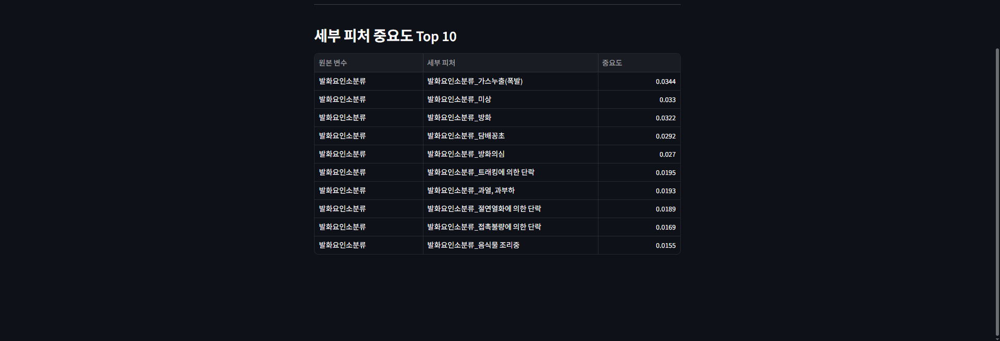 세부 피처 중요도 Top 10
원본 변수 세부 피처 중요도
발화요인소분류 발화요인소분류_가스누출(폭발) 0.0344
발화요인소분류 발화요인소분류_미상 0.033
발화요인소분류 발화요인소분류_방화 0.0322
발화요인소분류 발화요인소분류_담배꽁초 0.0292
발화요인소분류 발화요인소분류_방화의심 0.027
발화요인소분류 발화요인소분류_트래킹에 의한 단락 0.0195
발화요인소분류 발화요인소분류_과열, 과부하 0.0193
발화요인소분류 발화요인소분류_절연열화에 의한 단락 0.0189
발화요인소분류 발화요인소분류_접촉불량에 의한 단락 0.0169
발화요인소분류 발화요인소분류_음식물 조리중 0.0155